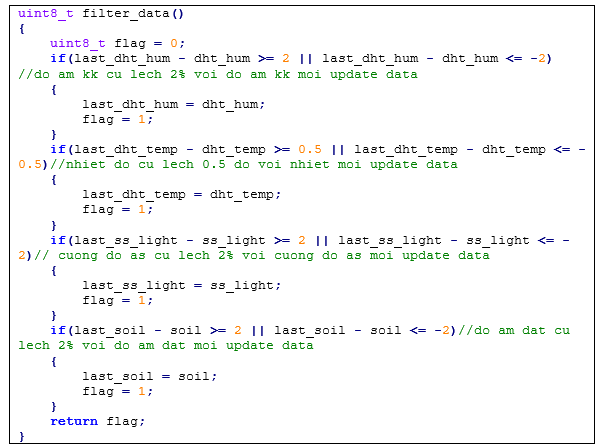 uint8_t filter_data()
{
    uint8_t flag = 0;
    if(last_dht_hum - dht_hum >= 2 || last_dht_hum - dht_hum <= -2)
//do am kk cu lech 2% voi do am kk moi update data
    {
        last_dht_hum = dht_hum;
        flag = 1;
    }
    if(last_dht_temp - dht_temp >= 0.5 || last_dht_temp - dht_temp <= -
0.5)//nhiet do cu lech 0.5 do voi nhiet moi update data
    {
        last_dht_temp = dht_temp;
        flag = 1;
    }
    if(last_ss_light - ss_light >= 2 || last_ss_light - ss_light <= -
2)// cuong do as cu lech 2% voi cuong do as moi update data
    {
        last_ss_light = ss_light;
        flag = 1;
    }
    if(last_soil - soil >= 2 || last_soil - soil <= -2)//do am dat cu
lech 2% voi do am dat moi update data
    {
        last_soil = soil;
        flag = 1;
    }
    return flag;
}